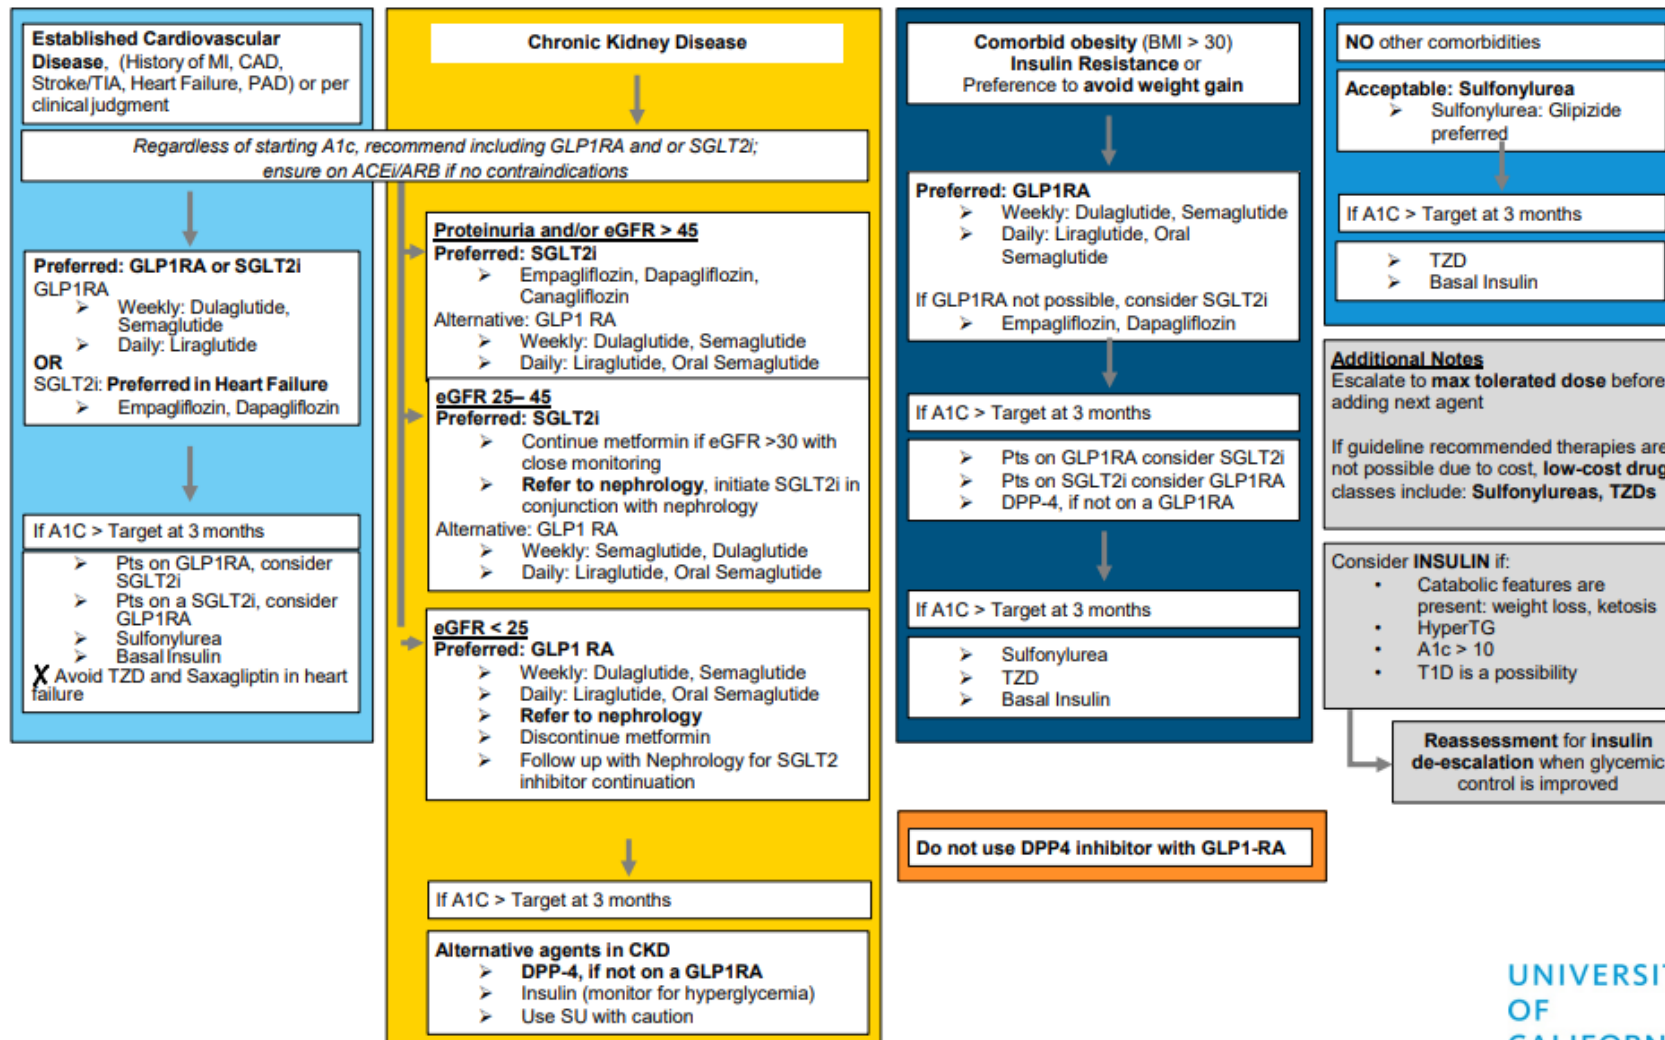 Established Cardiovascular
Disease, (History of MI, CAD,
Stroke/TIA, Heart Failure, PAD) or per
clinical judgment
Chronic Kidney Disease
Regardless of starting A1c, recommend including GLP1RA and or SGLT2i;
ensure on ACEi/ARB if no contraindications
Preferred: GLP1RA or SGLT2i
GLP1RA
➢ Weekly: Dulaglutide,
Semaglutide
➢ Daily: Liraglutide
OR
SGLT2i: Preferred in Heart Failure
➢ Empagliflozin, Dapagliflozin
If A1C > Target at 3 months
➢ Pts on GLP1RA, consider
SGLT2i
➢ Pts on a SGLT2i, consider
GLP1RA
➢ Sulfonylurea
➢ Basal Insulin
✗ Avoid TZD and Saxagliptin in heart
failure
Proteinuria and/or eGFR > 45
Preferred: SGLT2i
➢ Empagliflozin, Dapagliflozin,
Canagliflozin
Alternative: GLP1 RA
➢ Weekly: Dulaglutide, Semaglutide
➢ Daily: Liraglutide, Oral Semaglutide
eGFR 25– 45
Preferred: SGLT2i
➢ Continue metformin if eGFR >30 with
close monitoring
➢ Refer to nephrology, initiate SGLT2i in
conjunction with nephrology
Alternative: GLP1 RA
➢ Weekly: Semaglutide, Dulaglutide
➢ Daily: Liraglutide, Oral Semaglutide
eGFR < 25
Preferred: GLP1 RA
➢ Weekly: Dulaglutide, Semaglutide
➢ Daily: Liraglutide, Oral Semaglutide
➢ Refer to nephrology
➢ Discontinue metformin
➢ Follow up with Nephrology for SGLT2
inhibitor continuation
If A1C > Target at 3 months
Alternative agents in CKD
➢ DPP-4, if not on a GLP1RA
➢ Insulin (monitor for hyperglycemia)
➢ Use SU with caution
Comorbid obesity (BMI > 30)
Insulin Resistance or
Preference to avoid weight gain
Preferred: GLP1RA
➢ Weekly: Dulaglutide, Semaglutide
➢ Daily: Liraglutide, Oral
Semaglutide
If GLP1RA not possible, consider SGLT2i
➢ Empagliflozin, Dapagliflozin
If A1C > Target at 3 months
➢ Pts on GLP1RA consider SGLT2i
➢ Pts on SGLT2i consider GLP1RA
➢ DPP-4, if not on a GLP1RA
If A1C > Target at 3 months
➢ Sulfonylurea
➢ TZD
➢ Basal Insulin
Do not use DPP4 inhibitor with GLP1-RA
NO other comorbidities
Acceptable: Sulfonylurea
➢ Sulfonylurea: Glipizide
preferred
If A1C > Target at 3 months
➢ TZD
➢ Basal Insulin
Additional Notes
Escalate to max tolerated dose before
adding next agent
If guideline recommended therapies are
not possible due to cost, low-cost drug
classes include: Sulfonylureas, TZDs
Consider INSULIN if:
• Catabolic features are
present: weight loss, ketosis
• HyperTG
• A1c > 10
• T1D is a possibility
Reassessment for insulin
de-escalation when glycemic
control is improved
UNIVERSIT
OF
CALIFORN